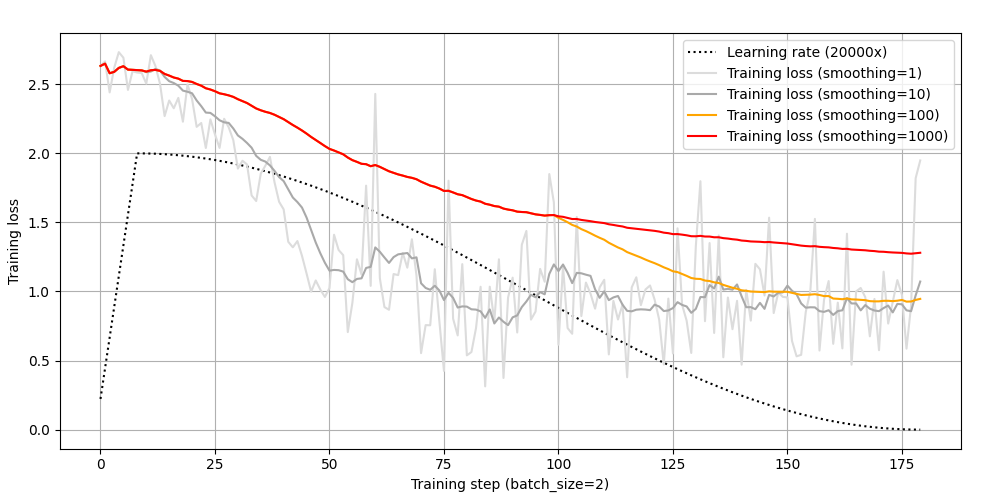 Learning rate (20000x)
Training loss (smoothing=1)
Training loss (smoothing=10)
Training loss (smoothing=100)
Training loss (smoothing=1000)
Training loss
2.5
2.0
1.5
1.0
0.5
0.0
0 25 50 75 100 125 150 175
Training step (batch_size=2)